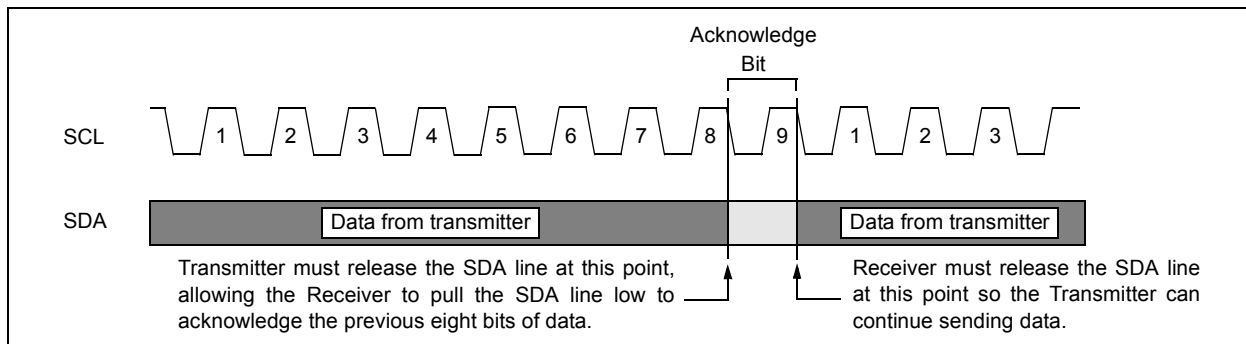 Acknowledge
Bit
SCL 1 2 3 4 5 6 7 8 9 1 2 3
SDA Data from transmitter Data from transmitter
Transmitter must release the SDA line at this point,
allowing the Receiver to pull the SDA line low to
acknowledge the previous eight bits of data.
Receiver must release the SDA line
at this point so the Transmitter can
continue sending data.